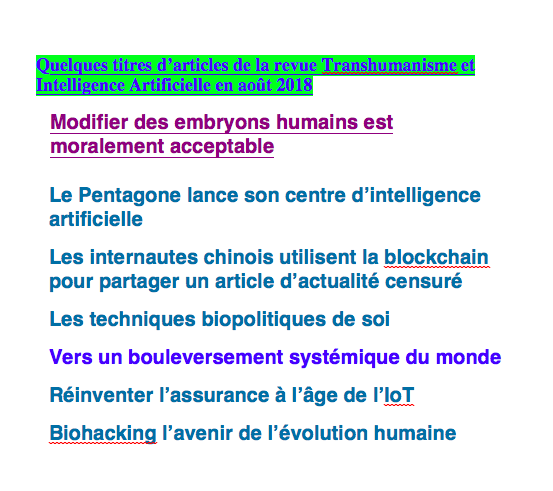 Quelques titres d’articles de la revue Transhumanisme et
Intelligence Artificielle en août 2018
Modifier des embryons humains est
moralement acceptable
Le Pentagone lance son centre d’intelligence
artificielle
Les internautes chinois utilisent la blockchain
pour partager un article d’actualité censuré
Les techniques biopolitiques de soi
Vers un bouleversement systémique du monde
Réinventer l’assurance à l’âge de l’IoT
Biohacking l’avenir de l’évolution humaine